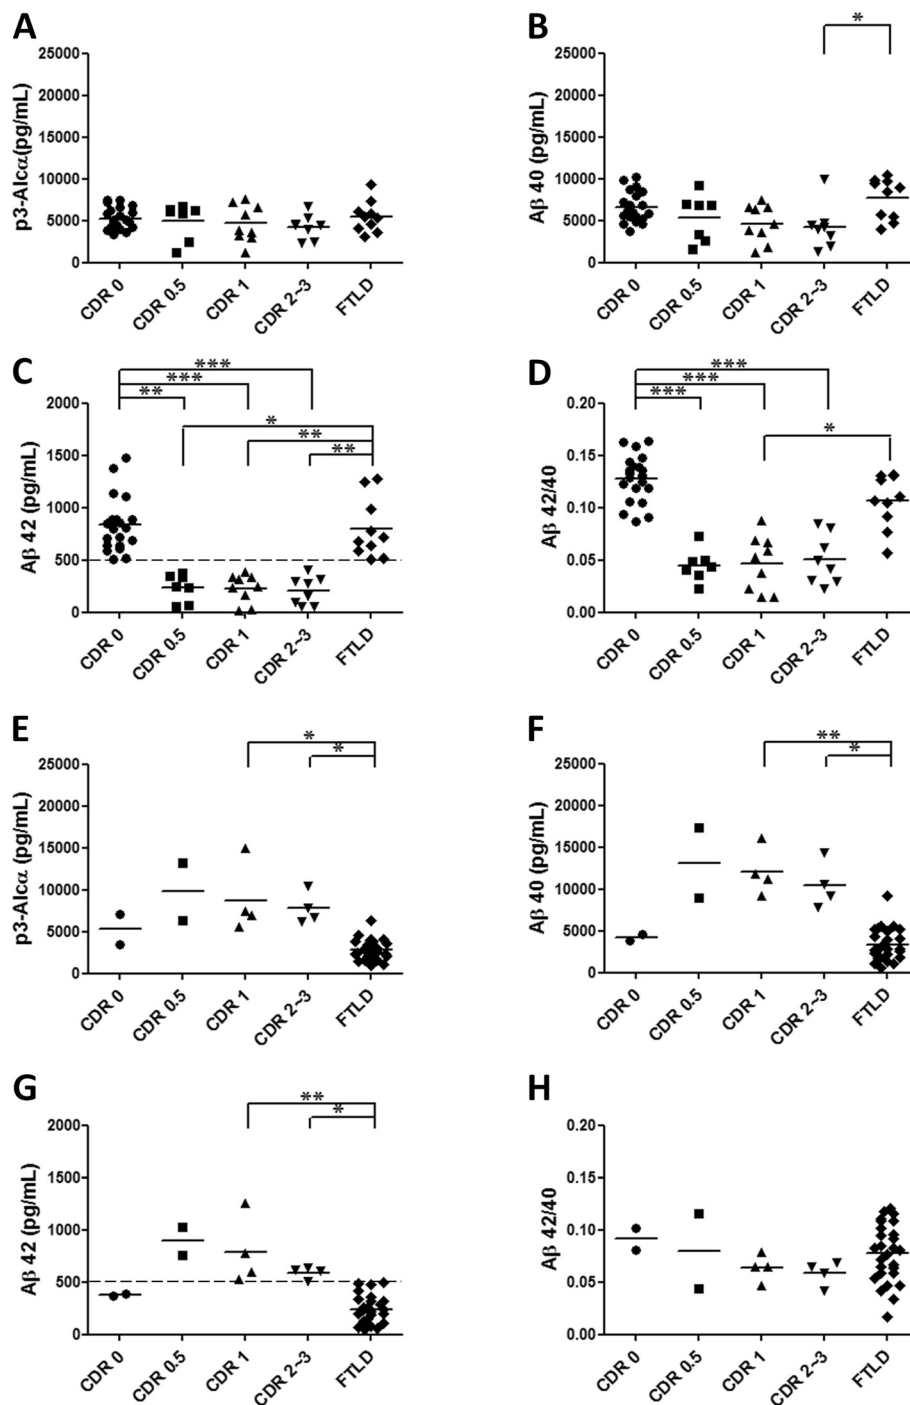 A
p3-Alcα(pg/mL)
25000
20000
15000
10000
5000
0
CDR 0
CDR 0.5
CDR 1
CDR 2~3
FTLD
B
*
Aβ 40 (pg/mL)
25000
20000
15000
10000
5000
0
CDR 0
CDR 0.5
CDR 1
CDR 2~3
FTLD
C
***
***
**
*
**
**
Aβ 42 (pg/mL)
2000
1500
1000
500
0
CDR 0
CDR 0.5
CDR 1
CDR 2~3
FTLD
D
***
***
***
*
Aβ 42/40
0.20
0.15
0.10
0.05
0.00
CDR 0
CDR 0.5
CDR 1
CDR 2~3
FTLD
E
*
*
p3-Alcα (pg/mL)
25000
20000
15000
10000
5000
0
CDR 0
CDR 0.5
CDR 1
CDR 2~3
FTLD
F
**
*
Aβ 40 (pg/mL)
25000
20000
15000
10000
5000
0
CDR 0
CDR 0.5
CDR 1
CDR 2~3
FTLD
G
**
*
Aβ 42 (pg/mL)
2000
1500
1000
500
0
CDR 0
CDR 0.5
CDR 1
CDR 2~3
FTLD
H
Aβ 42/40
0.20
0.15
0.10
0.05
0.00
CDR 0
CDR 0.5
CDR 1
CDR 2~3
FTLD